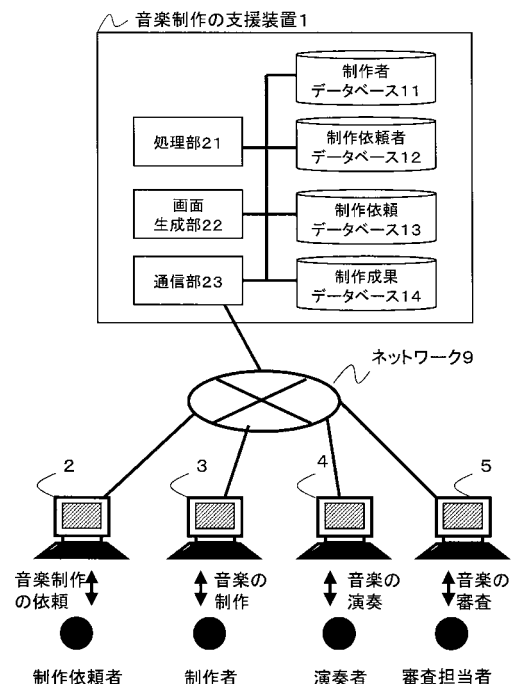 音楽制作の支援装置1
制作者
データベース11
処理部21
制作依頼者
データベース12
画面
生成部22
制作依頼
データベース13
通信部23
制作成果
データベース14
ネットワーク9
2
3
4
5
音楽制作
の依頼
音楽の
制作
音楽の
演奏
音楽の
審査
制作依頼者
制作者
演奏者
審査担当者